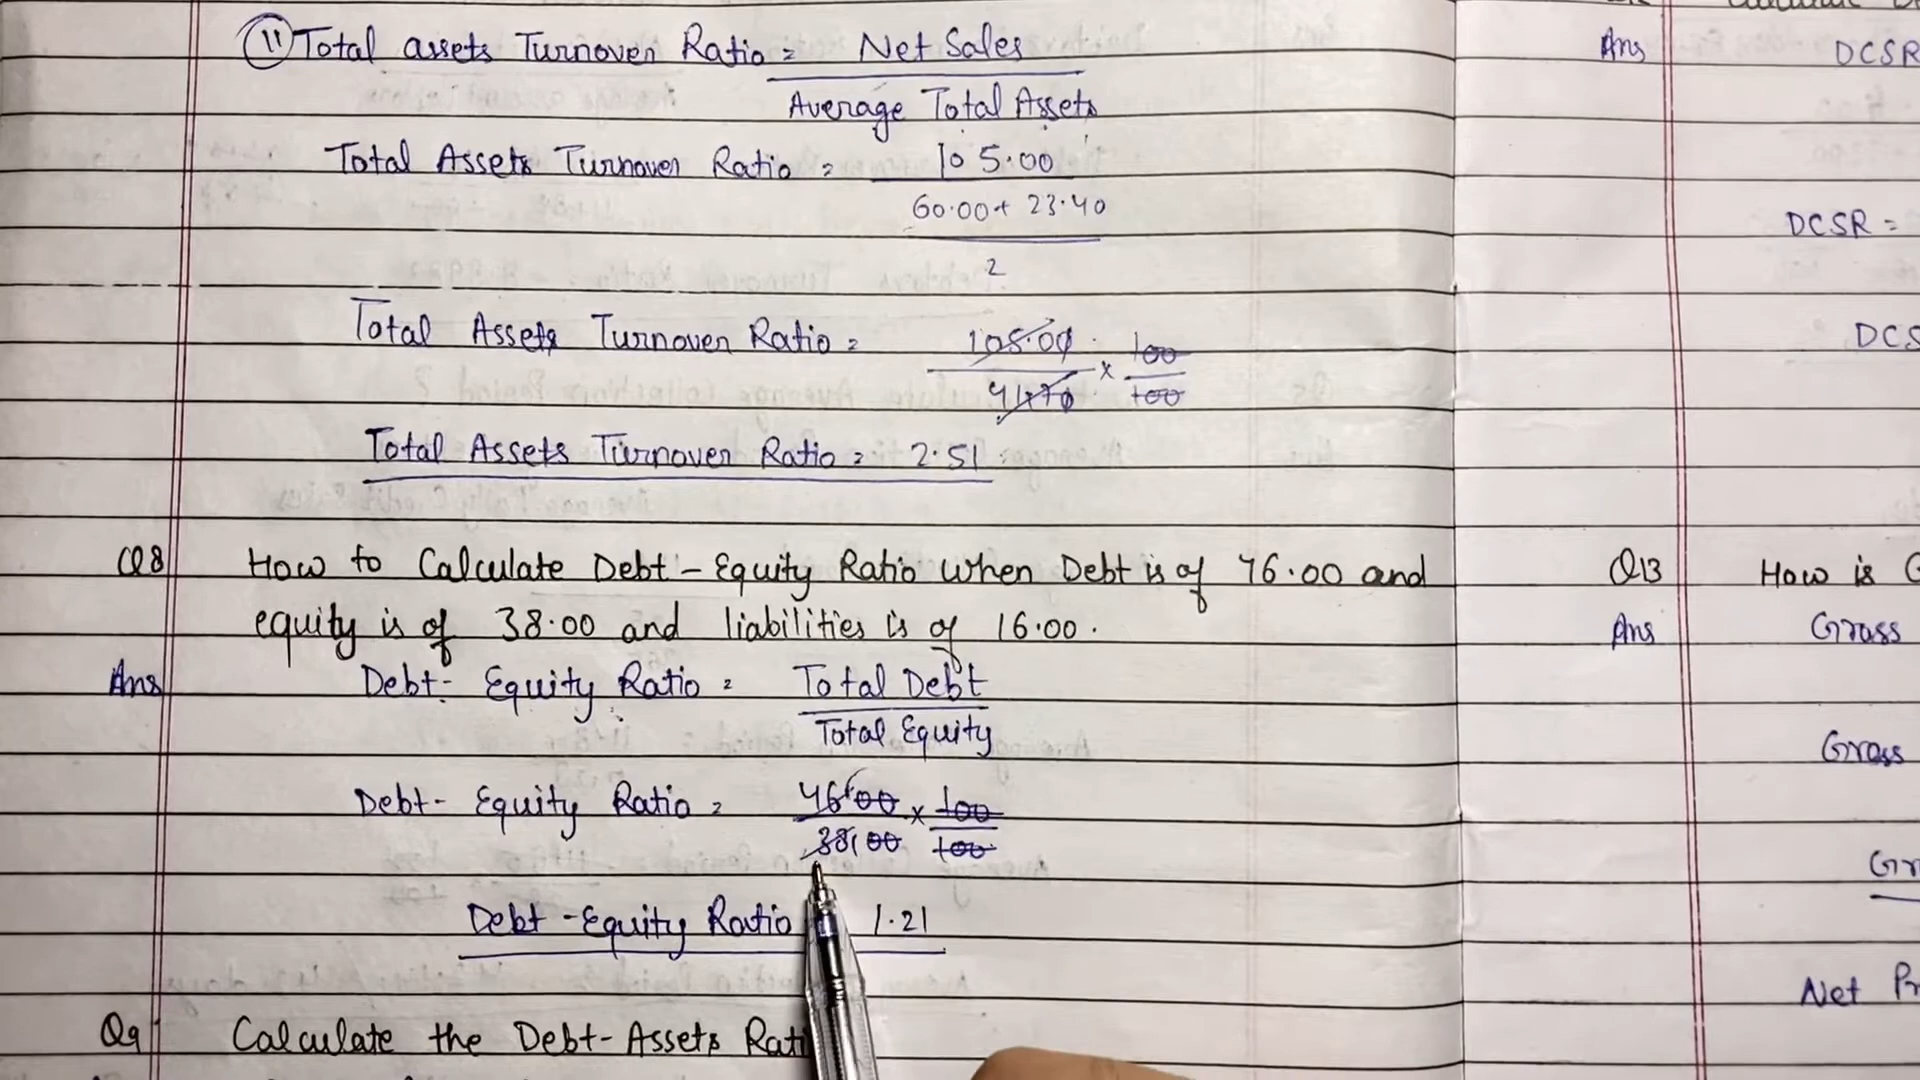 11 Total assets Turnover Ratio = Net Sales
Average Total Assets
Total Assets Turnover Ratio = 105.00
60.00 + 23.40
2
Total Assets Turnover Ratio = 105.00 x 100
4170 100
Total Assets Turnover Ratio = 2.51
Q8 How to Calculate Debt-Equity Ratio when Debt is of 46.00 and
equity is of 38.00 and liabilities is of 16.00.
Ans Debt-Equity Ratio = Total Debt
Total Equity
Debt-Equity Ratio = 46.00 x 100
38.00 100
Debt-Equity Ratio 1.21
Q9 Calculate the Debt-Assets Rati
Ans DCSR
DCSR =
DCS
Q13 How is G
Ans Gross
Gross
Gr
Net Pr